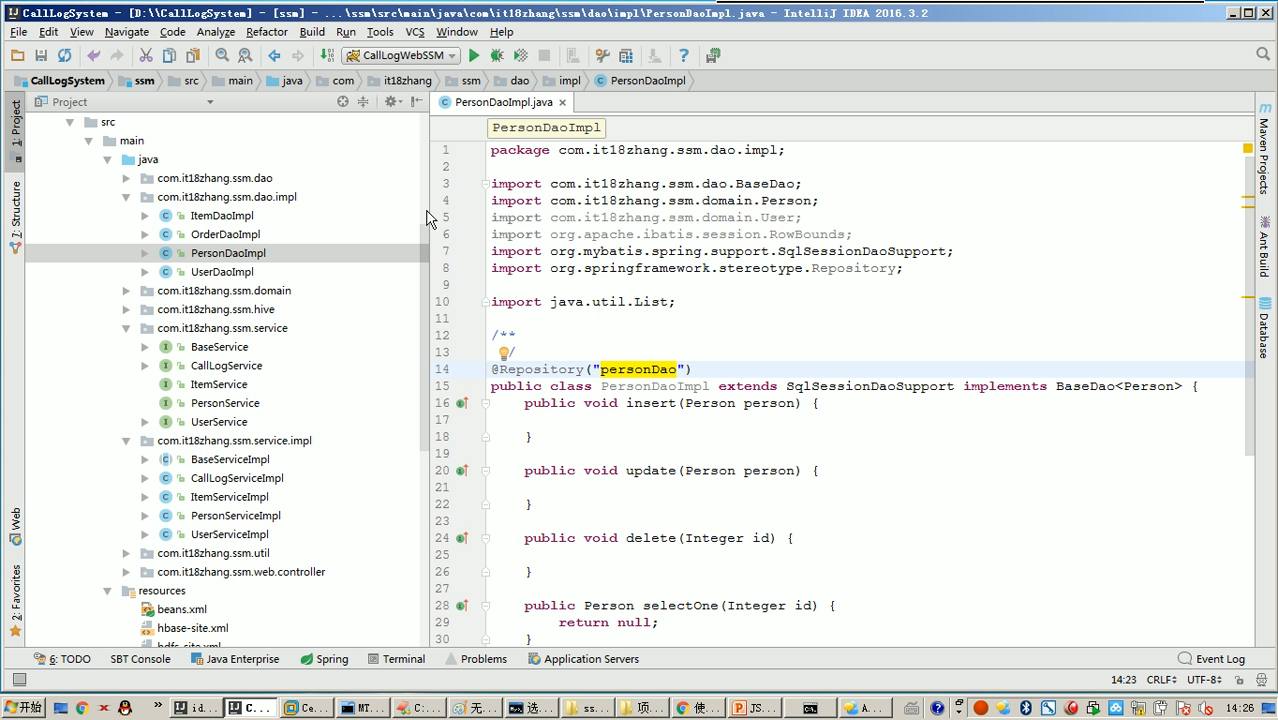 CallLogSystem - [D:\CallLogSystem] - [ssm] - ...\ssm\src\main\java\com\it18zhang\ssm\dao\impl\PersonDaoImpl.java - IntelliJ IDEA 2016.3.2
File Edit View Navigate Code Analyze Refactor Build Run Tools VCS Window Help
CallLogWebSSM
CallLogSystem ssm src main java com it18zhang ssm dao impl PersonDaoImpl
Project
PersonDaoImpl.java
1: Project
7: Structure
Web
2: Favorites
src
main
java
com.it18zhang.ssm.dao
com.it18zhang.ssm.dao.impl
ItemDaoImpl
OrderDaoImpl
PersonDaoImpl
UserDaoImpl
com.it18zhang.ssm.domain
com.it18zhang.ssm.hive
com.it18zhang.ssm.service
BaseService
CallLogService
ItemService
PersonService
UserService
com.it18zhang.ssm.service.impl
BaseServiceImpl
CallLogServiceImpl
ItemServiceImpl
PersonServiceImpl
UserServiceImpl
com.it18zhang.ssm.util
com.it18zhang.ssm.web.controller
resources
beans.xml
hbase-site.xml
hdfs-site.xml
PersonDaoImpl
1 package com.it18zhang.ssm.dao.impl;
2
3 import com.it18zhang.ssm.dao.BaseDao;
4 import com.it18zhang.ssm.domain.Person;
5 import com.it18zhang.ssm.domain.User;
6 import org.apache.ibatis.session.RowBounds;
7 import org.mybatis.spring.support.SqlSessionDaoSupport;
8 import org.springframework.stereotype.Repository;
9
10 import java.util.List;
11
12 /**
13 /
14 @Repository("personDao")
15 public class PersonDaoImpl extends SqlSessionDaoSupport implements BaseDao<Person> {
16 public void insert(Person person) {
17
18 }
19
20 public void update(Person person) {
21
22 }
23
24 public void delete(Integer id) {
25
26 }
27
28 public Person selectOne(Integer id) {
29 return null;
30 }
Maven Projects
Ant Build
Database
6: TODO SBT Console Java Enterprise Spring Terminal Problems Application Servers Event Log
14:23 CRLF UTF-8
开始 » id... C... Ce... MT... C:... 无... 选... ss... 项... 使... JS... A... 14:26